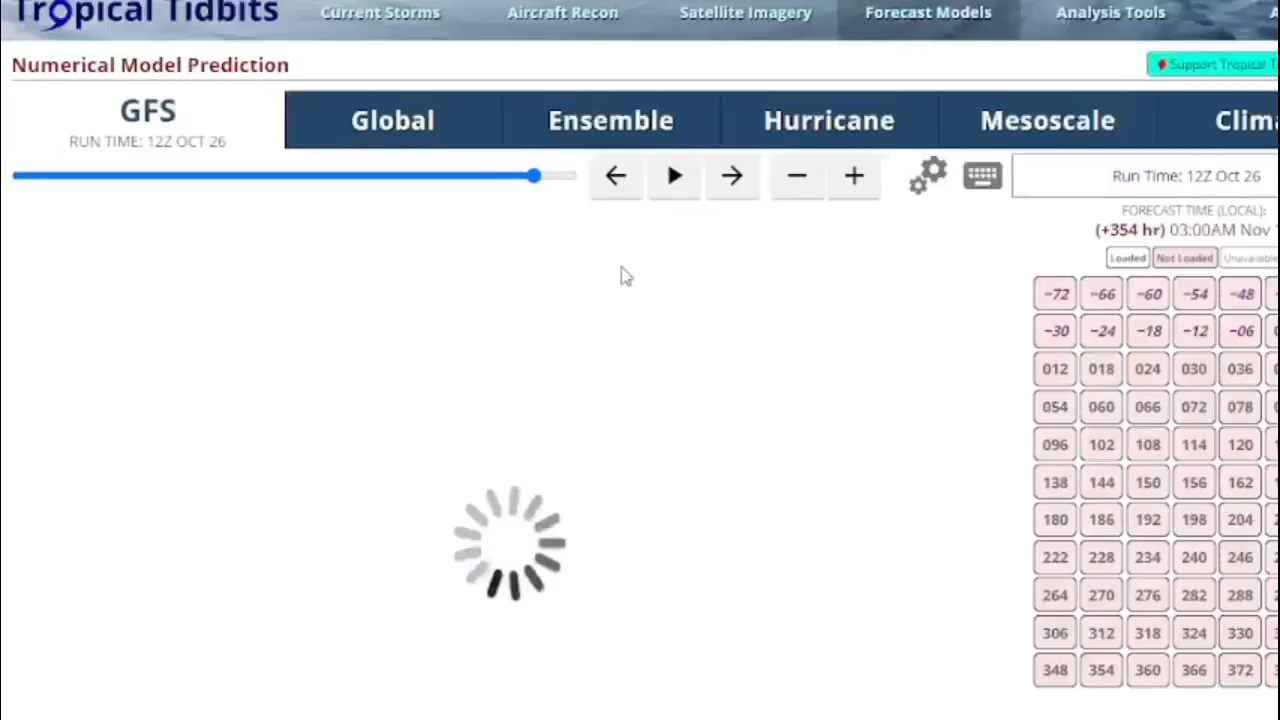 Tropical Tidbits
Current Storms Aircraft Recon Satellite Imagery Forecast Models Analysis Tools
Numerical Model Prediction
Support Tropical
GFS
RUN TIME: 12Z OCT 26
Global Ensemble Hurricane Mesoscale Clima
Run Time: 12Z Oct 26
FORECAST TIME (LOCAL):
(+354 hr) 03:00AM Nov
Loaded Not Loaded Unavailable
−72 −66 −60 −54 −48
−30 −24 −18 −12 −06
012 018 024 030 036
054 060 066 072 078
096 102 108 114 120
138 144 150 156 162
180 186 192 198 204
222 228 234 240 246
264 270 276 282 288
306 312 318 324 330
348 354 360 366 372